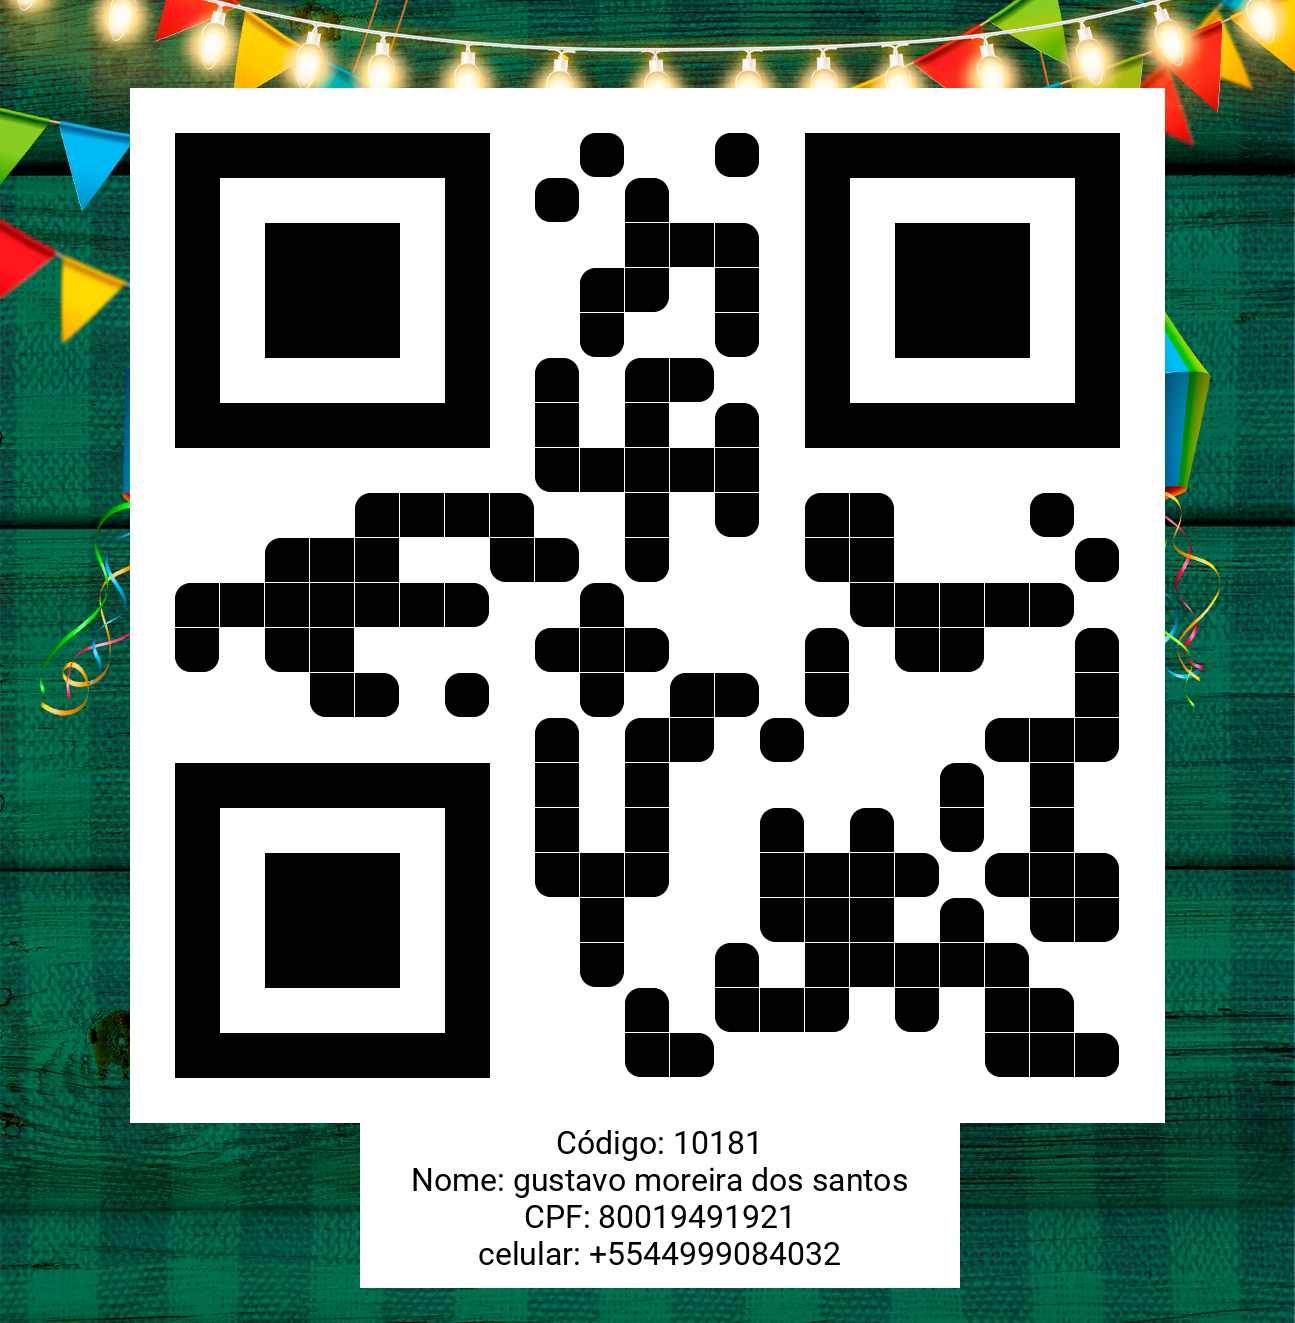 Código: 10181
Nome: gustavo moreira dos santos
CPF: 80019491921
celular: +5544999084032